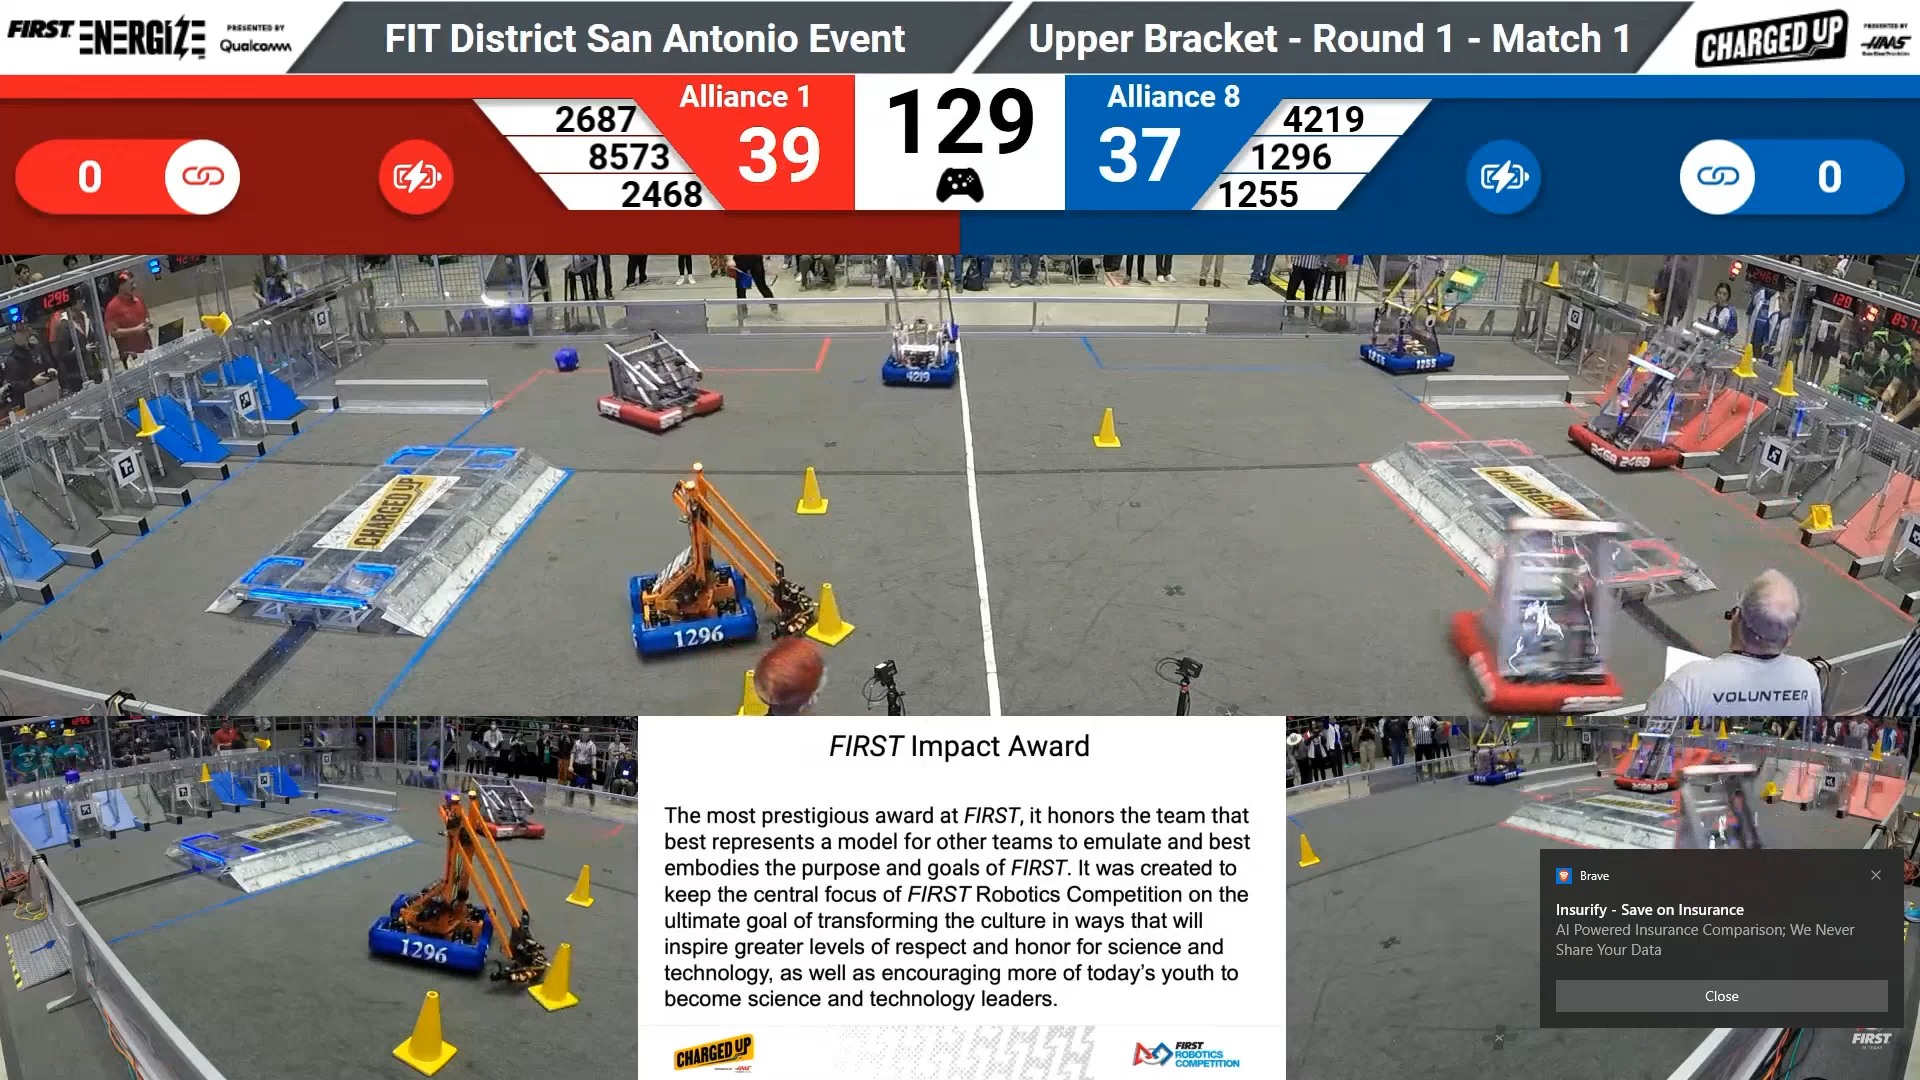 FIRST ENERGIZE PRESENTED BY Qualcomm
FIT District San Antonio Event
Upper Bracket - Round 1 - Match 1
CHARGED UP PRESENTED BY HAAS
Alliance 1
2687
8573
2468
39
0
129
Alliance 8
37
4219
1296
1255
0
1296
4219
1255
2468 2468
CHARGED UP
CHARGED UP
1296
VOLUNTEER
1296
FIRST Impact Award
The most prestigious award at FIRST, it honors the team that
best represents a model for other teams to emulate and best
embodies the purpose and goals of FIRST. It was created to
keep the central focus of FIRST Robotics Competition on the
ultimate goal of transforming the culture in ways that will
inspire greater levels of respect and honor for science and
technology, as well as encouraging more of today's youth to
become science and technology leaders.
CHARGED UP
FIRST
ROBOTICS
COMPETITION
Brave
Insurify - Save on Insurance
AI Powered Insurance Comparison; We Never
Share Your Data
Close
FIRST